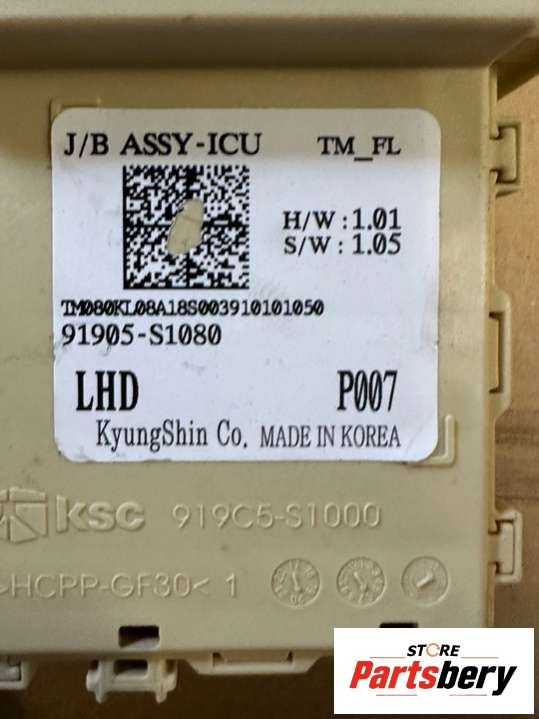 J/B ASSY-ICU TM_FL
H/W : 1.01
S/W : 1.05
TM080KL08A18S003910101050
91905-S1080
LHD P007
KyungShin Co. MADE IN KOREA
ksc 919C5-S1000
>HCPP-GF30< 1
STORE
Partsbery